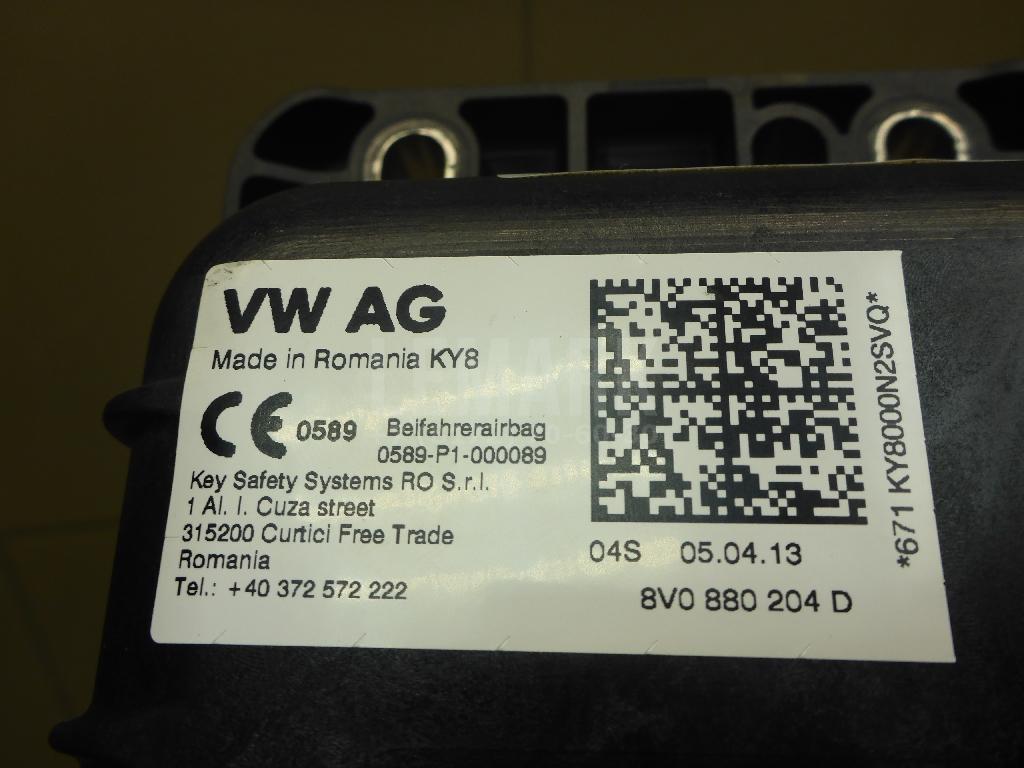 VW AG
Made in Romania KY8
CE 0589 Beifahrerairbag
0589-P1-000089
Key Safety Systems RO S.r.l.
1 Al. I. Cuza street
315200 Curtici Free Trade
Romania
Tel.: +40 372 572 222
04S 05.04.13
8V0 880 204 D
*671 KY8000N2SVQ*